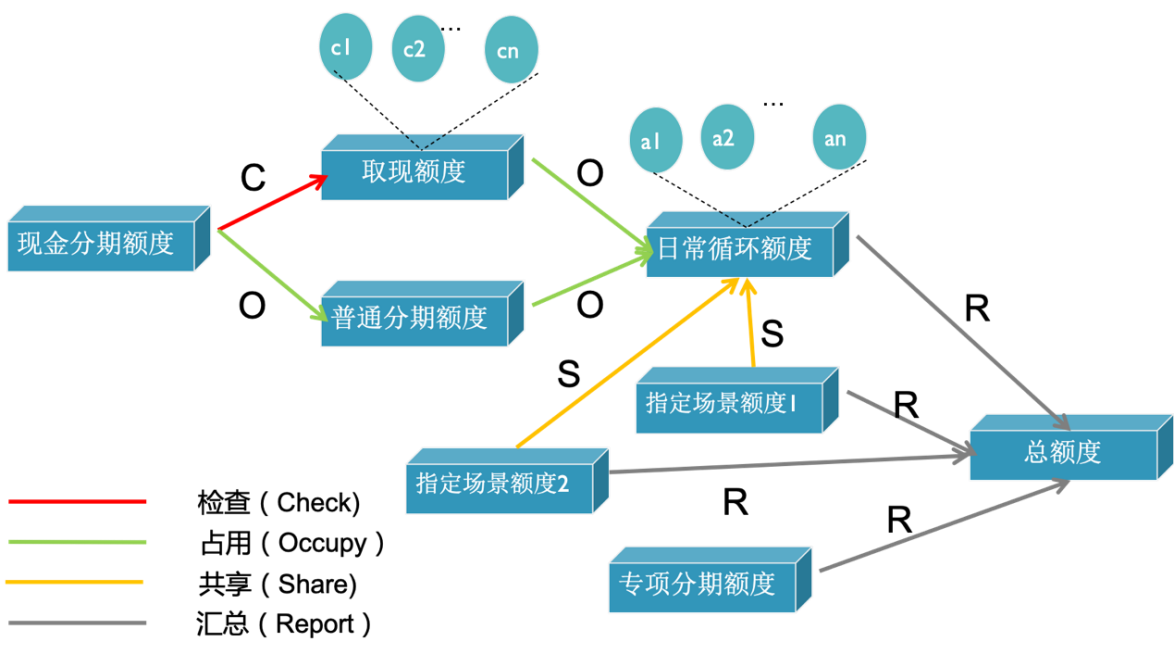 c1
c2
...
cn
a1
a2
...
an
取现额度
C
O
现金分期额度
日常循环额度
O
普通分期额度
O
R
S
S
指定场景额度1
R
总额度
指定场景额度2
R
R
专项分期额度
检查（Check）
占用（Occupy）
共享（Share）
汇总（Report）